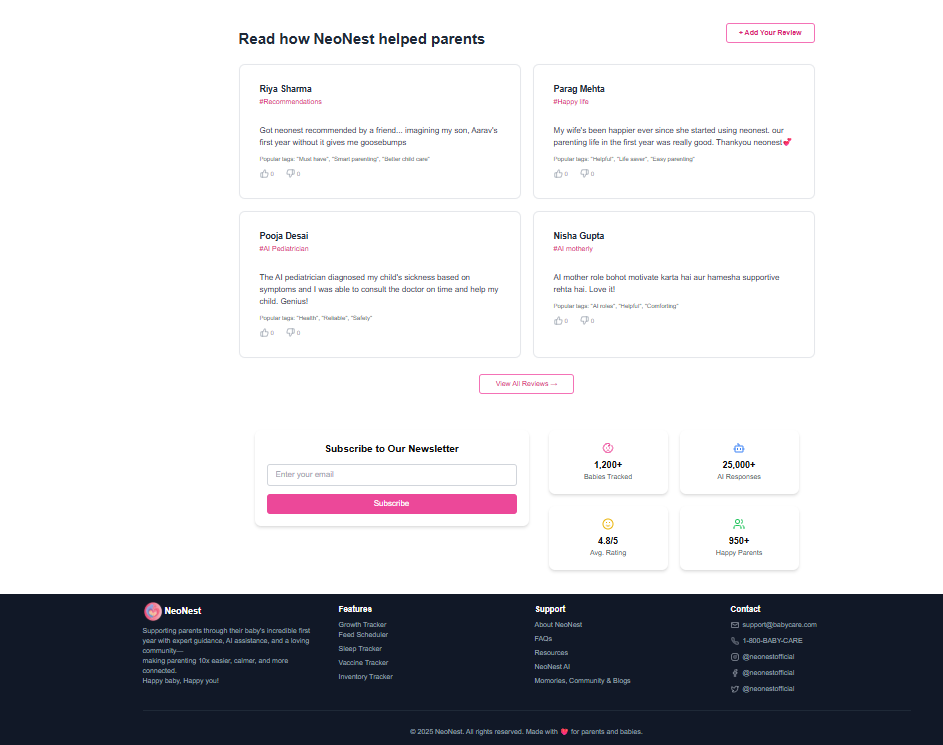 Read how NeoNest helped parents
+ Add Your Review
Riya Sharma
#Recommendations
Got neonest recommended by a friend... imagining my son, Aarav's
first year without it gives me goosebumps
Popular tags: "Must have", "Smart parenting", "Better child care"
0 0
Parag Mehta
#Happy life
My wife's been happier ever since she started using neonest. our
parenting life in the first year was really good. Thankyou neonest💕
Popular tags: "Helpful", "Life saver", "Easy parenting"
0 0
Pooja Desai
#AI Pediatrician
The AI pediatrician diagnosed my child's sickness based on
symptoms and I was able to consult the doctor on time and help my
child. Genius!
Popular tags: "Health", "Reliable", "Safety"
0 0
Nisha Gupta
#AI motherly
AI mother role bohot motivate karta hai aur hamesha supportive
rehta hai. Love it!
Popular tags: "AI roles", "Helpful", "Comforting"
0 0
View All Reviews →
Subscribe to Our Newsletter
Enter your email
Subscribe
1,200+
Babies Tracked
25,000+
AI Responses
4.8/5
Avg. Rating
950+
Happy Parents
NeoNest
Supporting parents through their baby's incredible first
year with expert guidance, AI assistance, and a loving
community—
making parenting 10x easier, calmer, and more
connected.
Happy baby, Happy you!
Features
Growth Tracker
Feed Scheduler
Sleep Tracker
Vaccine Tracker
Inventory Tracker
Support
About NeoNest
FAQs
Resources
NeoNest AI
Memories, Community & Blogs
Contact
support@babycare.com
1-800-BABY-CARE
@neonestofficial
@neonestofficial
@neonestofficial
© 2025 NeoNest. All rights reserved. Made with ❤️ for parents and babies.